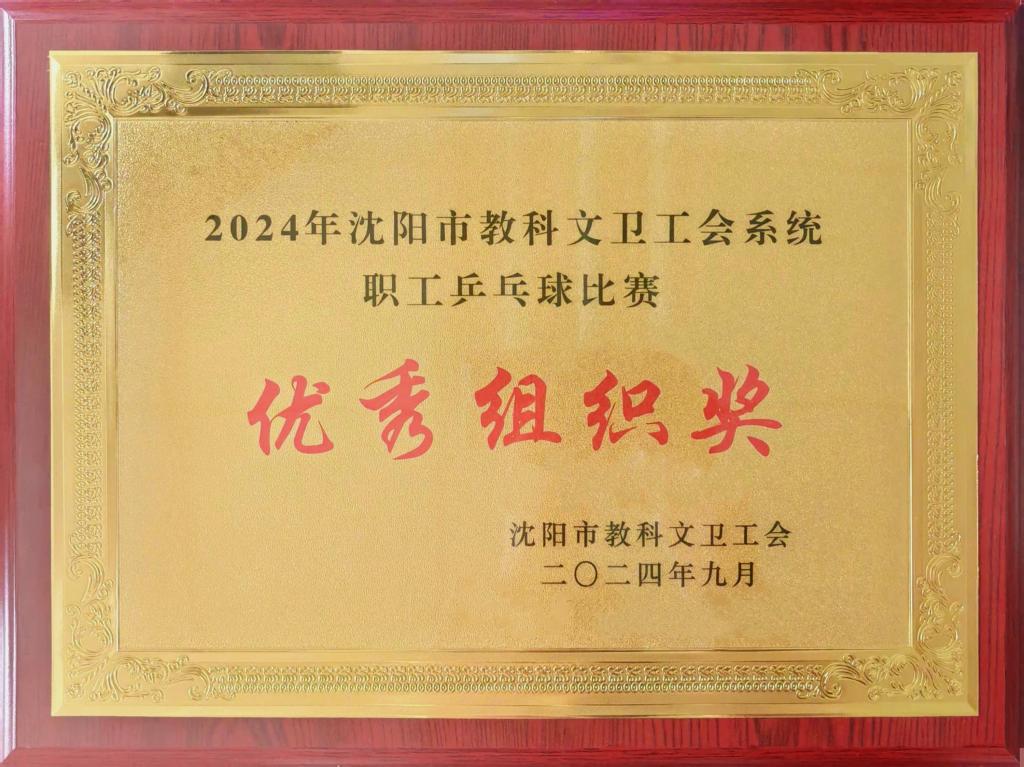 2024年沈阳市教科文卫工会系统
职工乒乓球比赛
优秀组织奖
沈阳市教科文卫工会
二〇二四年九月